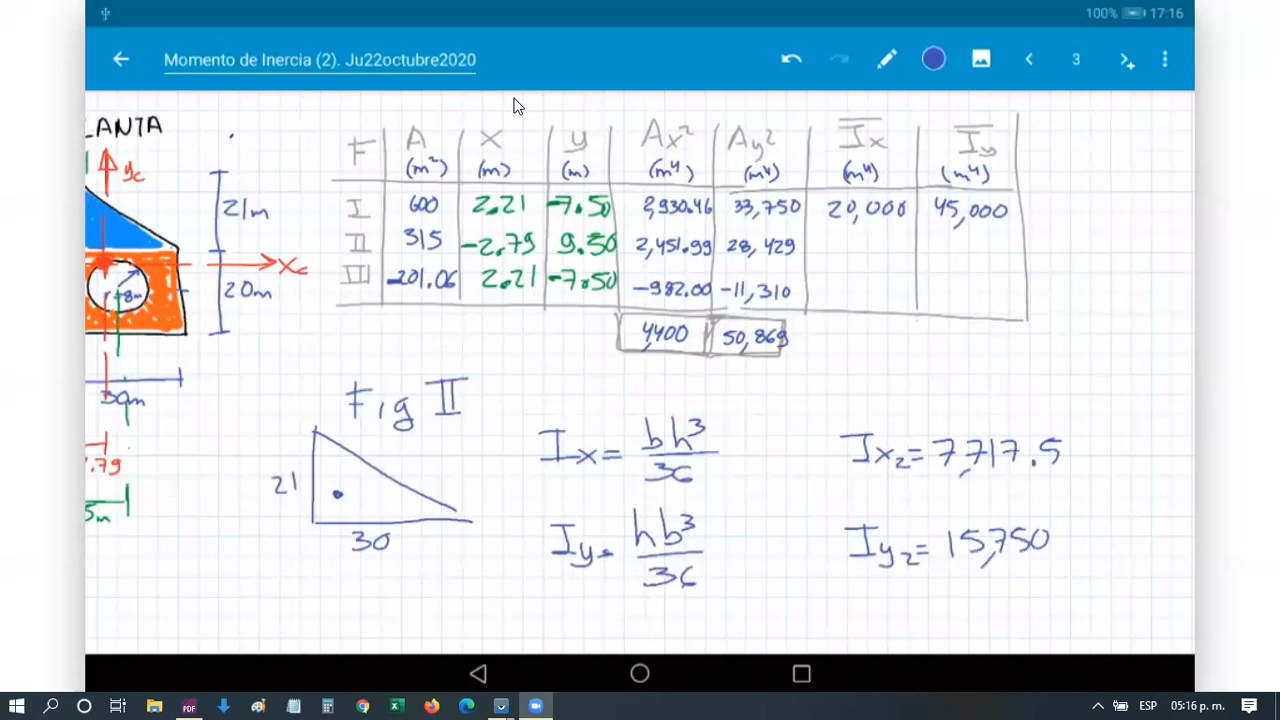 100% 17:16
Momento de Inercia (2). Ju22octubre2020
3
LANTA
yc
xc
21m
20m
r=8m
30m
.79
5m
F A x y Ax² Ay² Ix Iy
(m²) (m) (m) (m⁴) (m⁴) (m⁴) (m⁴)
I 600 2.21 -7.50 2,930.46 33,750 20,000 45,000
II 315 -2.79 9.50 2,451.99 28,429
III -201.06 2.21 -7.50 -982.00 -11,310
4,400 50,869
Fig II
21
30
Ix = bh³/36
Ix₂ = 7,717.5
Iy = hb³/36
Iy₂ = 15,750
ESP 05:16 p. m.